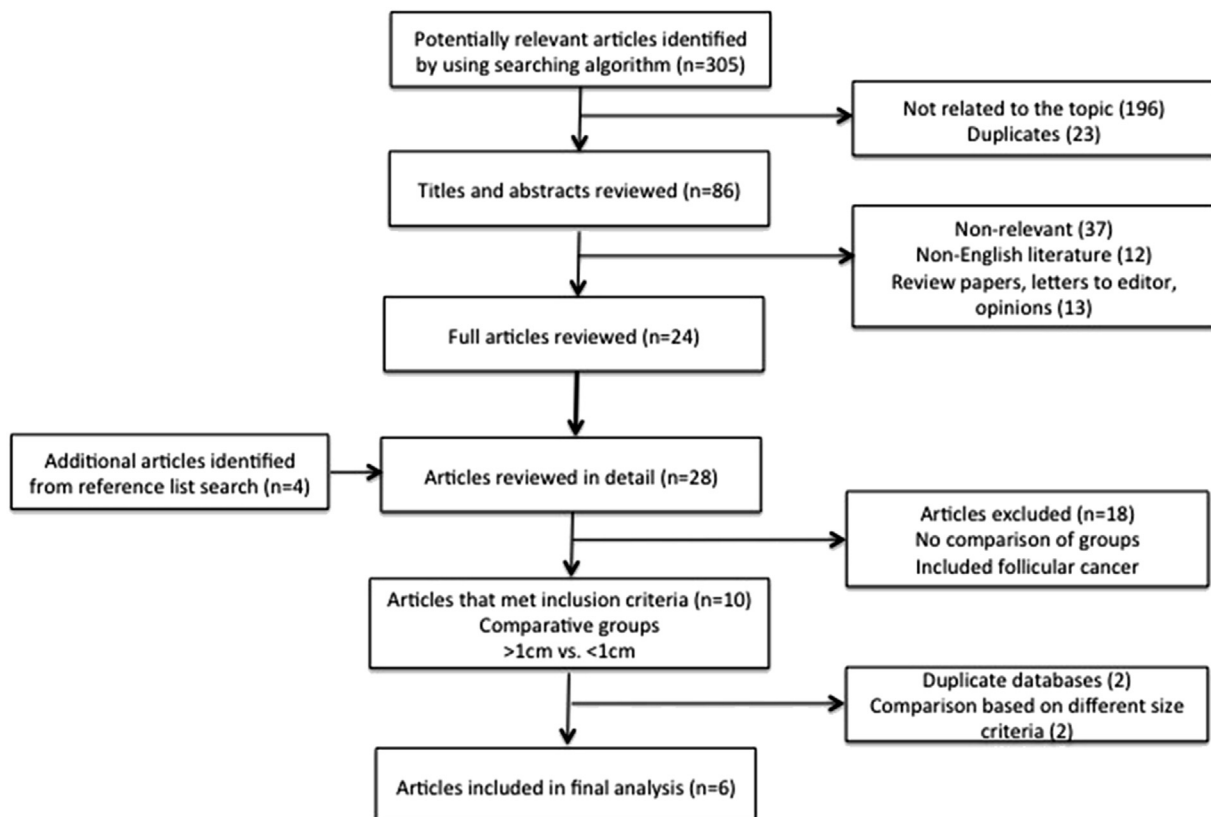 Potentially relevant articles identified
by using searching algorithm (n=305)
Not related to the topic (196)
Duplicates (23)
Titles and abstracts reviewed (n=86)
Non-relevant (37)
Non-English literature (12)
Review papers, letters to editor,
opinions (13)
Full articles reviewed (n=24)
Additional articles identified
from reference list search (n=4)
Articles reviewed in detail (n=28)
Articles excluded (n=18)
No comparison of groups
Included follicular cancer
Articles that met inclusion criteria (n=10)
Comparative groups
>1cm vs. <1cm
Duplicate databases (2)
Comparison based on different size
criteria (2)
Articles included in final analysis (n=6)